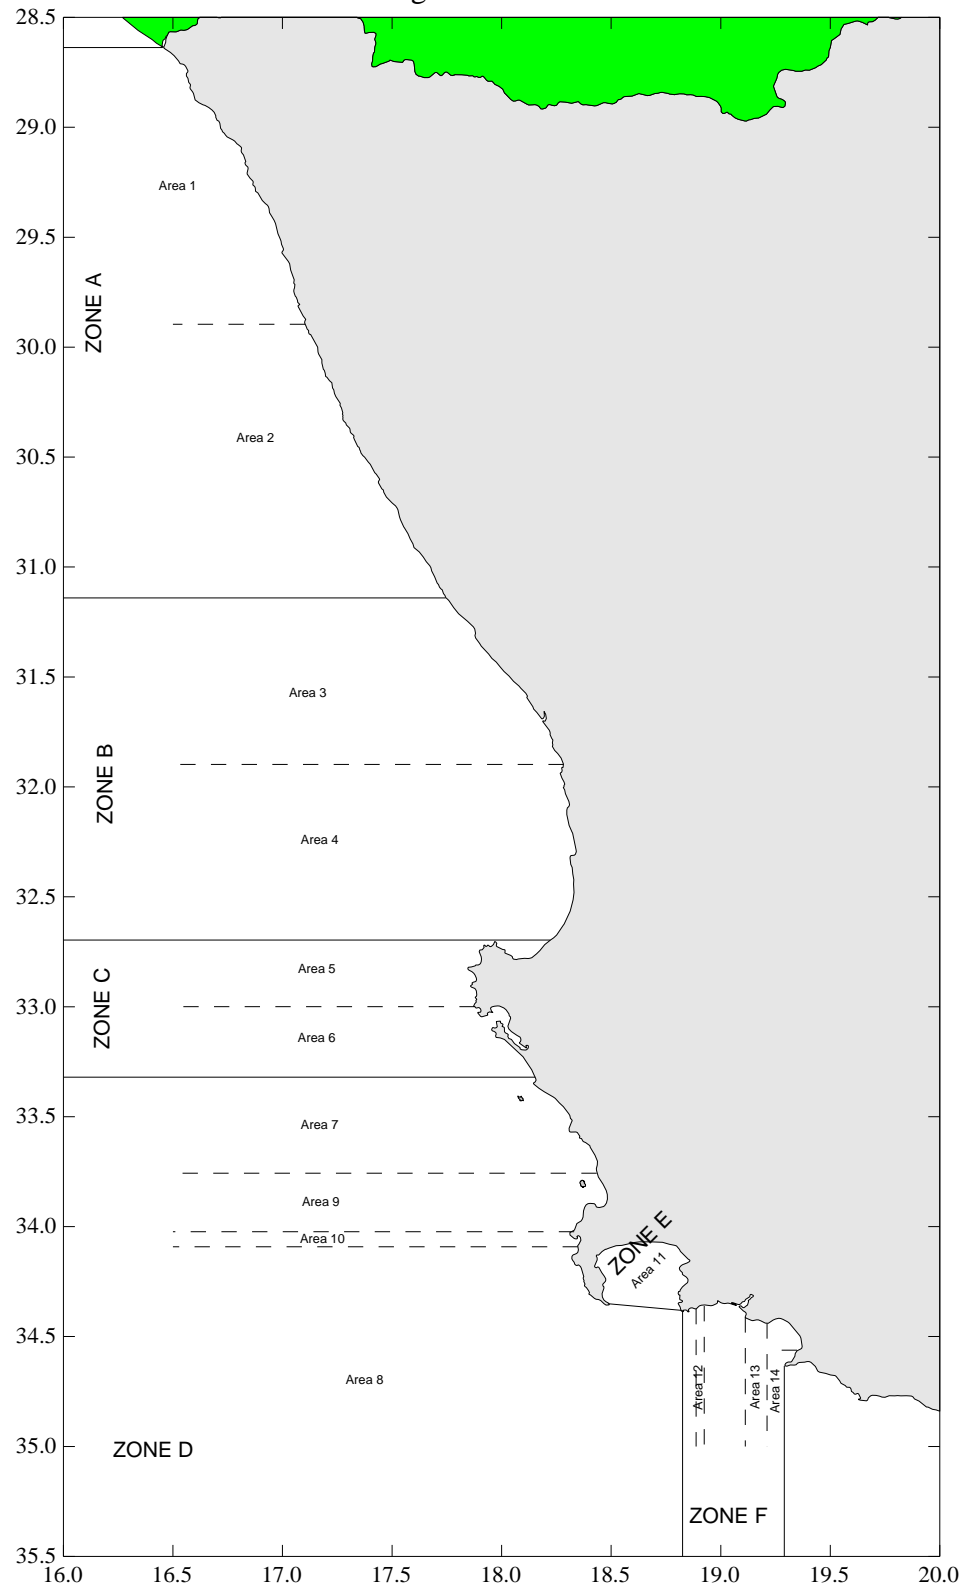 28.5
29.0
Area 1
29.5
ZONE A
30.0
Area 2
30.5
31.0
31.5
Area 3
ZONE B
32.0
Area 4
32.5
Area 5
ZONE C
33.0
Area 6
33.5
Area 7
Area 9
34.0
Area 10
ZONE E
Area 11
34.5
Area 8
Area 12
Area 13
Area 14
35.0
ZONE D
ZONE F
35.5
16.0 16.5 17.0 17.5 18.0 18.5 19.0 19.5 20.0